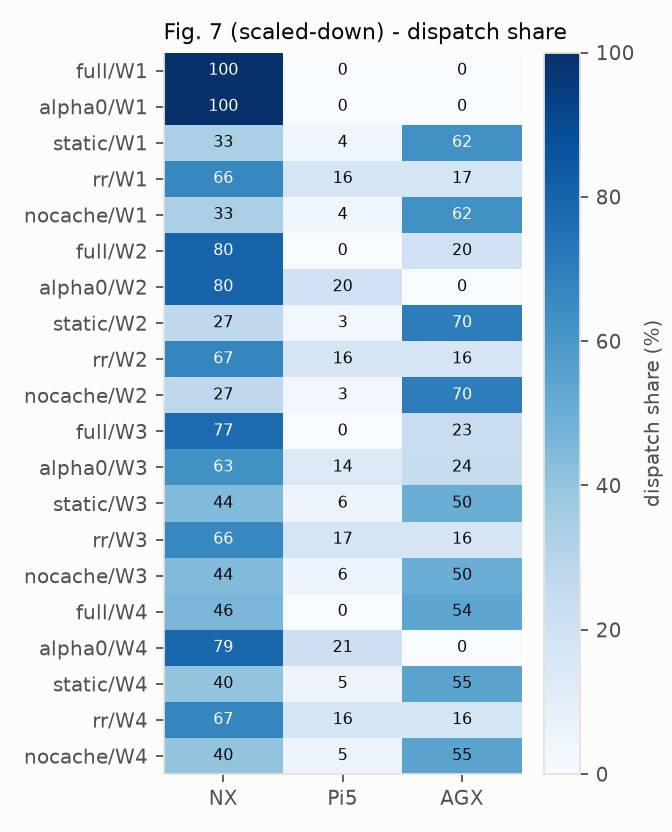 Fig. 7 (scaled-down) - dispatch share
full/W1 100 0 0
alpha0/W1 100 0 0
static/W1 33 4 62
rr/W1 66 16 17
nocache/W1 33 4 62
full/W2 80 0 20
alpha0/W2 80 20 0
static/W2 27 3 70
rr/W2 67 16 16
nocache/W2 27 3 70
full/W3 77 0 23
alpha0/W3 63 14 24
static/W3 44 6 50
rr/W3 66 17 16
nocache/W3 44 6 50
full/W4 46 0 54
alpha0/W4 79 21 0
static/W4 40 5 55
rr/W4 67 16 16
nocache/W4 40 5 55
NX Pi5 AGX
100
80
60
40
20
0
dispatch share (%)